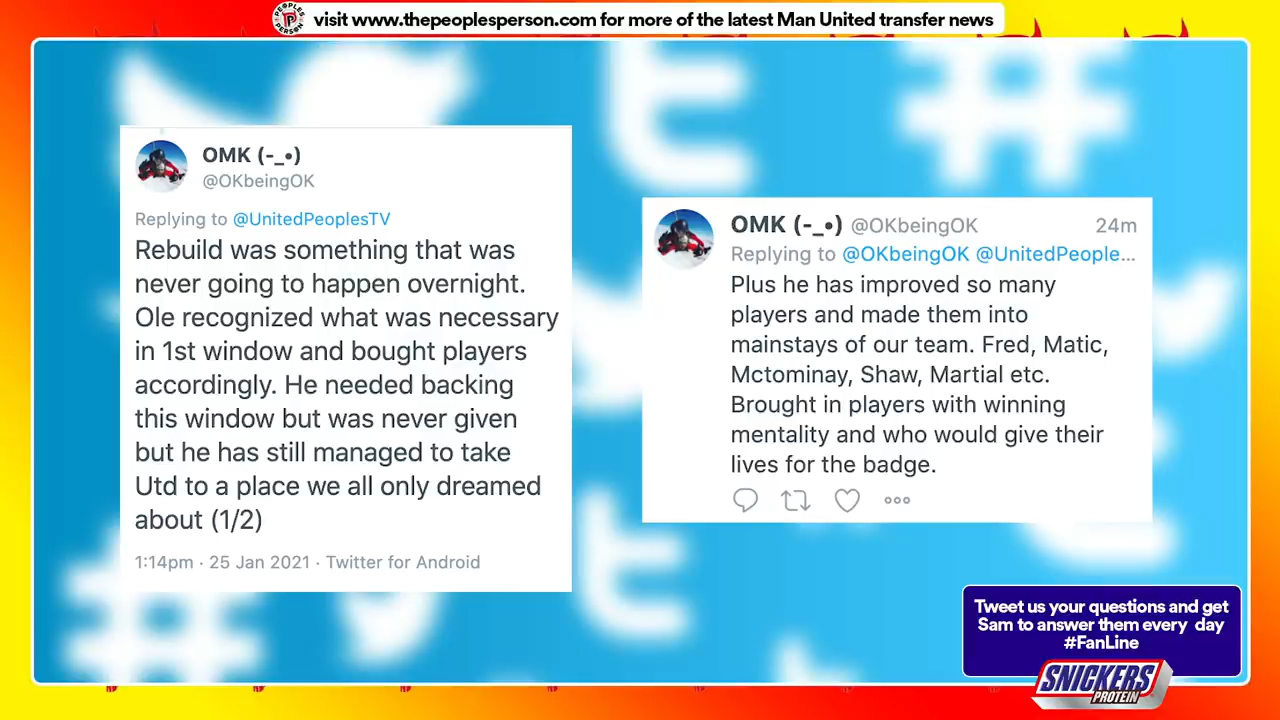 PEOPLES PERSON
visit www.thepeoplesperson.com for more of the latest Man United transfer news
OMK (-_•)
@OKbeingOK
Replying to @UnitedPeoplesTV
Rebuild was something that was
never going to happen overnight.
Ole recognized what was necessary
in 1st window and bought players
accordingly. He needed backing
this window but was never given
but he has still managed to take
Utd to a place we all only dreamed
about (1/2)
1:14pm · 25 Jan 2021 · Twitter for Android
OMK (-_•) @OKbeingOK 24m
Replying to @OKbeingOK @UnitedPeople...
Plus he has improved so many
players and made them into
mainstays of our team. Fred, Matic,
Mctominay, Shaw, Martial etc.
Brought in players with winning
mentality and who would give their
lives for the badge.
Tweet us your questions and get
Sam to answer them every day
#FanLine
SNICKERS
PROTEIN